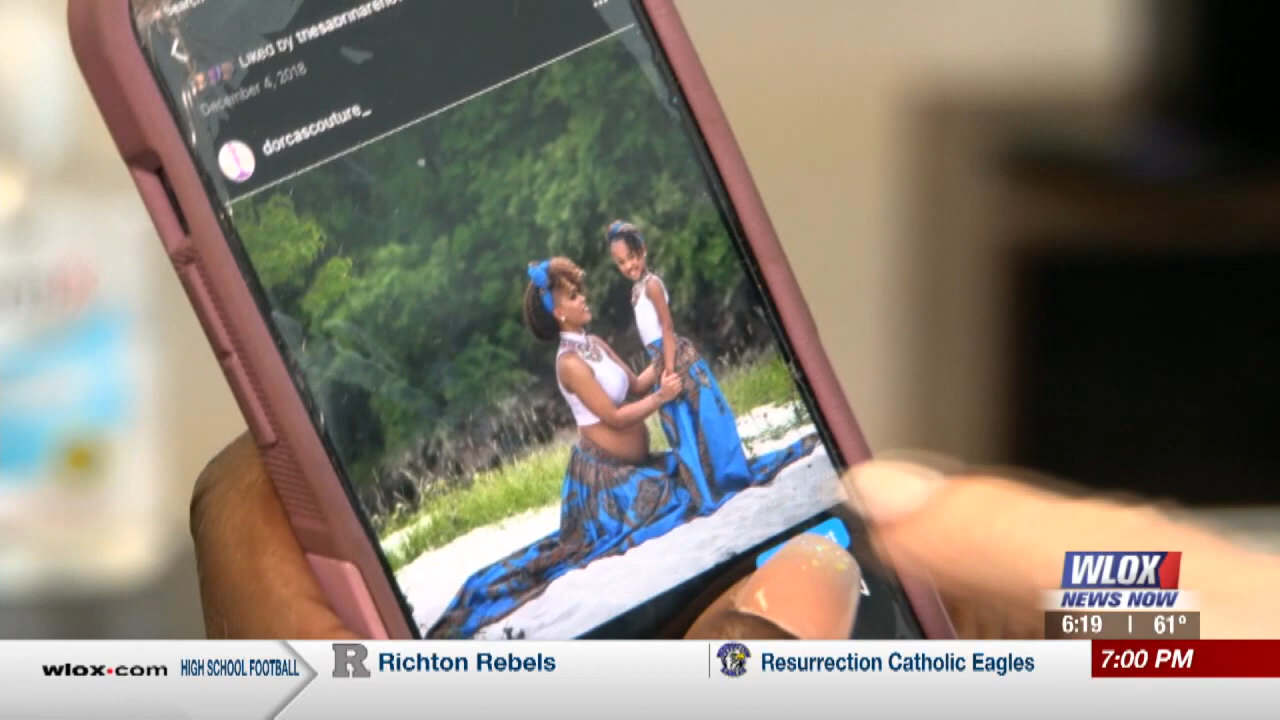 Liked by
December 4, 2018
dorcascouture_
WLOX
NEWS NOW
6:19 | 61°
wlox.com HIGH SCHOOL FOOTBALL R Richton Rebels Resurrection Catholic Eagles 7:00 PM